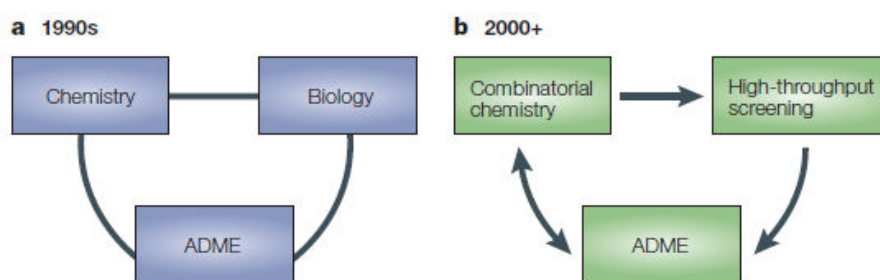 a 1990s
b 2000+
Chemistry
Biology
Combinatorial
chemistry
High-throughput
screening
ADME
ADME